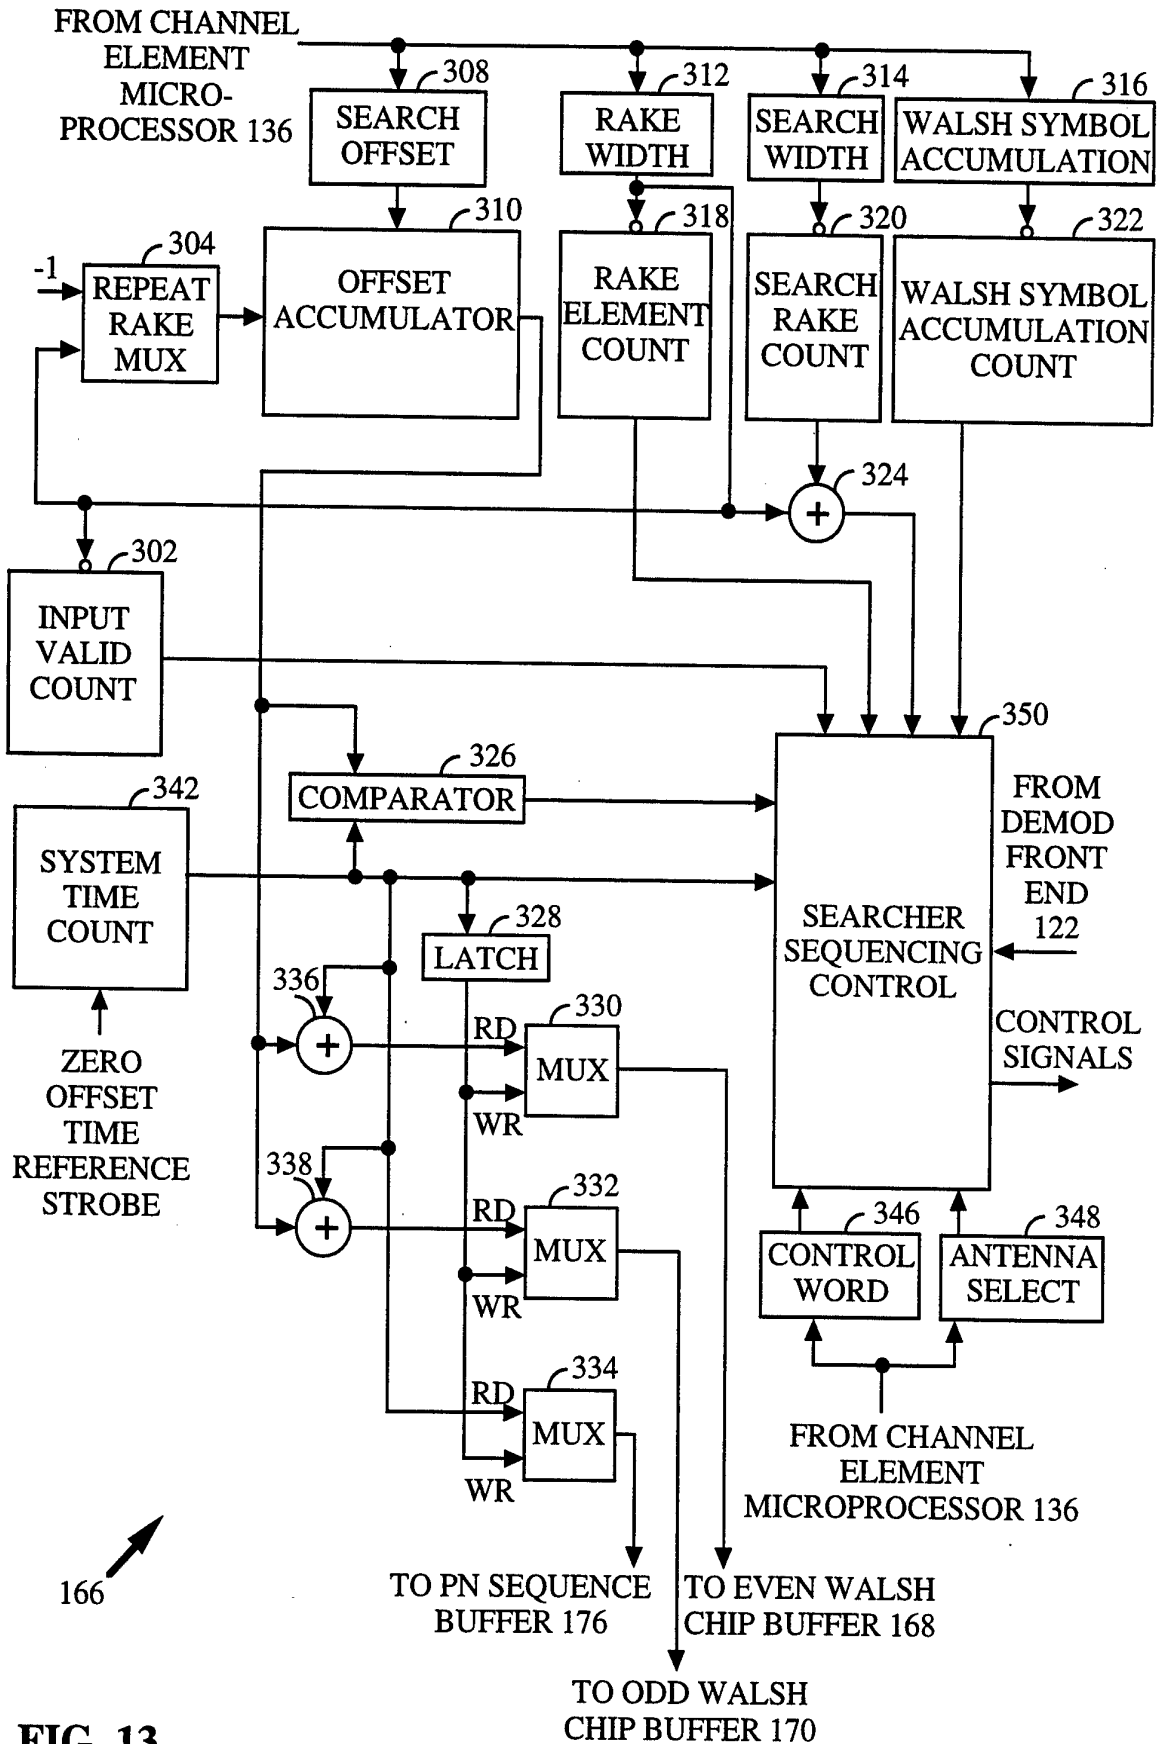 FROM CHANNEL
ELEMENT
MICRO-
PROCESSOR 136
308
SEARCH
OFFSET
312
RAKE
WIDTH
314
SEARCH
WIDTH
316
WALSH SYMBOL
ACCUMULATION
304
-1
REPEAT
RAKE
MUX
310
OFFSET
ACCUMULATOR
318
RAKE
ELEMENT
COUNT
320
SEARCH
RAKE
COUNT
322
WALSH SYMBOL
ACCUMULATION
COUNT
324
+
302
INPUT
VALID
COUNT
350
SEARCHER
SEQUENCING
CONTROL
326
COMPARATOR
342
SYSTEM
TIME
COUNT
FROM
DEMOD
FRONT
END
122
328
LATCH
336
+
RD
330
MUX
WR
CONTROL
SIGNALS
ZERO
OFFSET
TIME
REFERENCE
STROBE
338
+
RD
332
MUX
WR
346
CONTROL
WORD
348
ANTENNA
SELECT
RD
334
MUX
WR
FROM CHANNEL
ELEMENT
MICROPROCESSOR 136
166
TO PN SEQUENCE
BUFFER 176
TO EVEN WALSH
CHIP BUFFER 168
TO ODD WALSH
CHIP BUFFER 170
FIG. 13